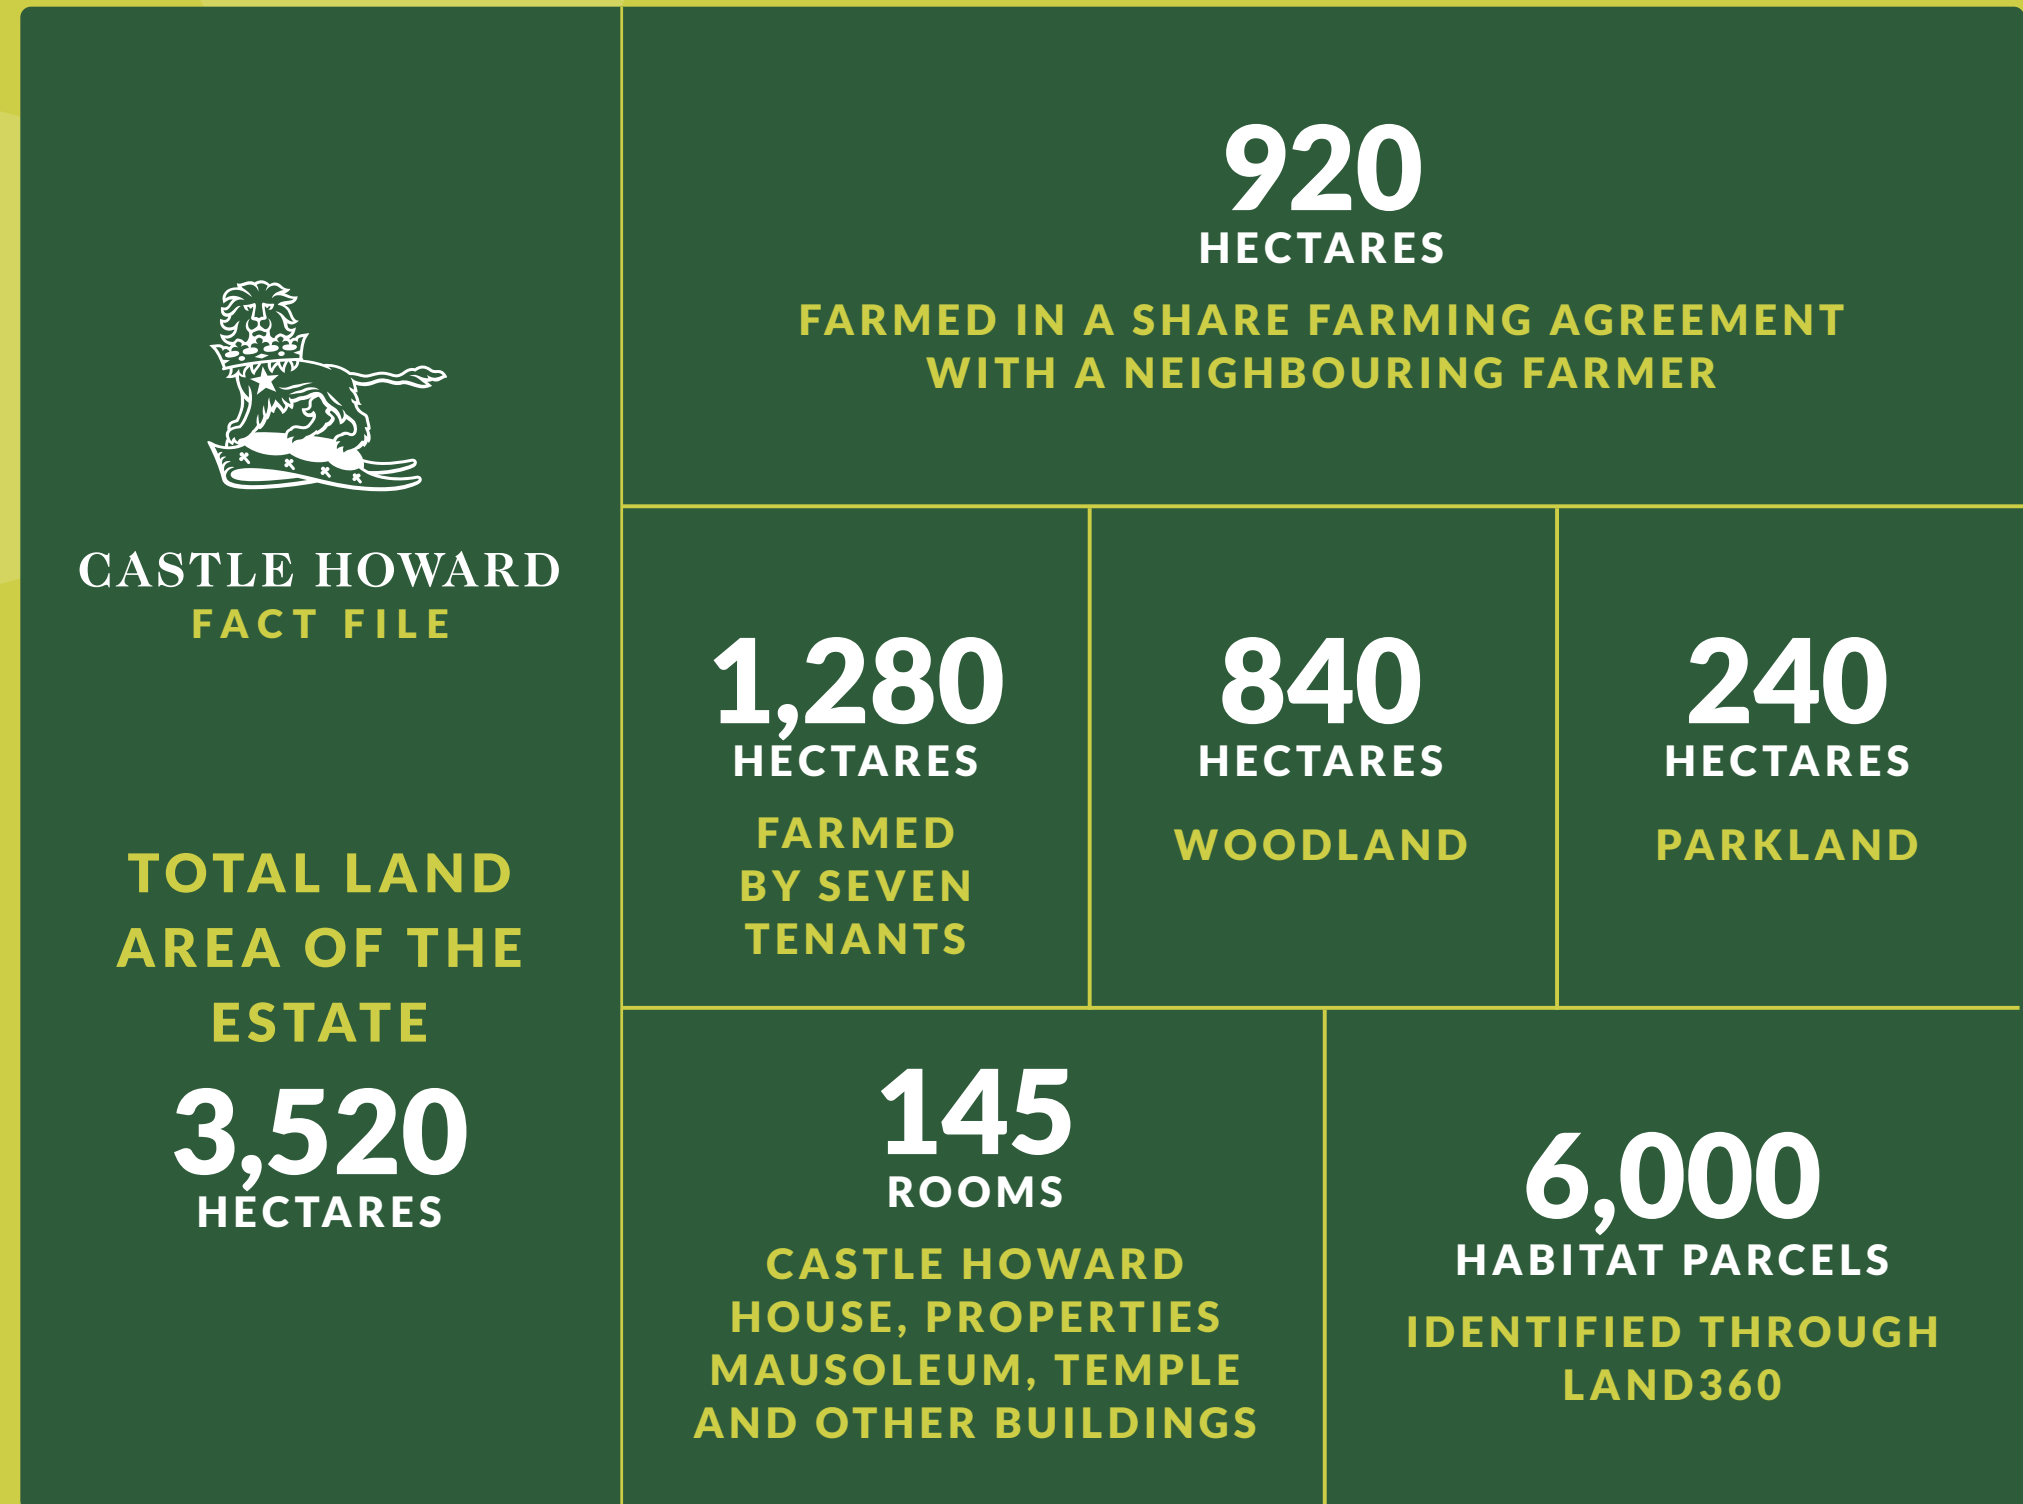 CASTLE HOWARD
FACT FILE
TOTAL LAND
AREA OF THE
ESTATE
3,520
HECTARES
920
HECTARES
FARMED IN A SHARE FARMING AGREEMENT
WITH A NEIGHBOURING FARMER
1,280
HECTARES
FARMED
BY SEVEN
TENANTS
840
HECTARES
WOODLAND
240
HECTARES
PARKLAND
145
ROOMS
CASTLE HOWARD
HOUSE, PROPERTIES
MAUSOLEUM, TEMPLE
AND OTHER BUILDINGS
6,000
HABITAT PARCELS
IDENTIFIED THROUGH
LAND360